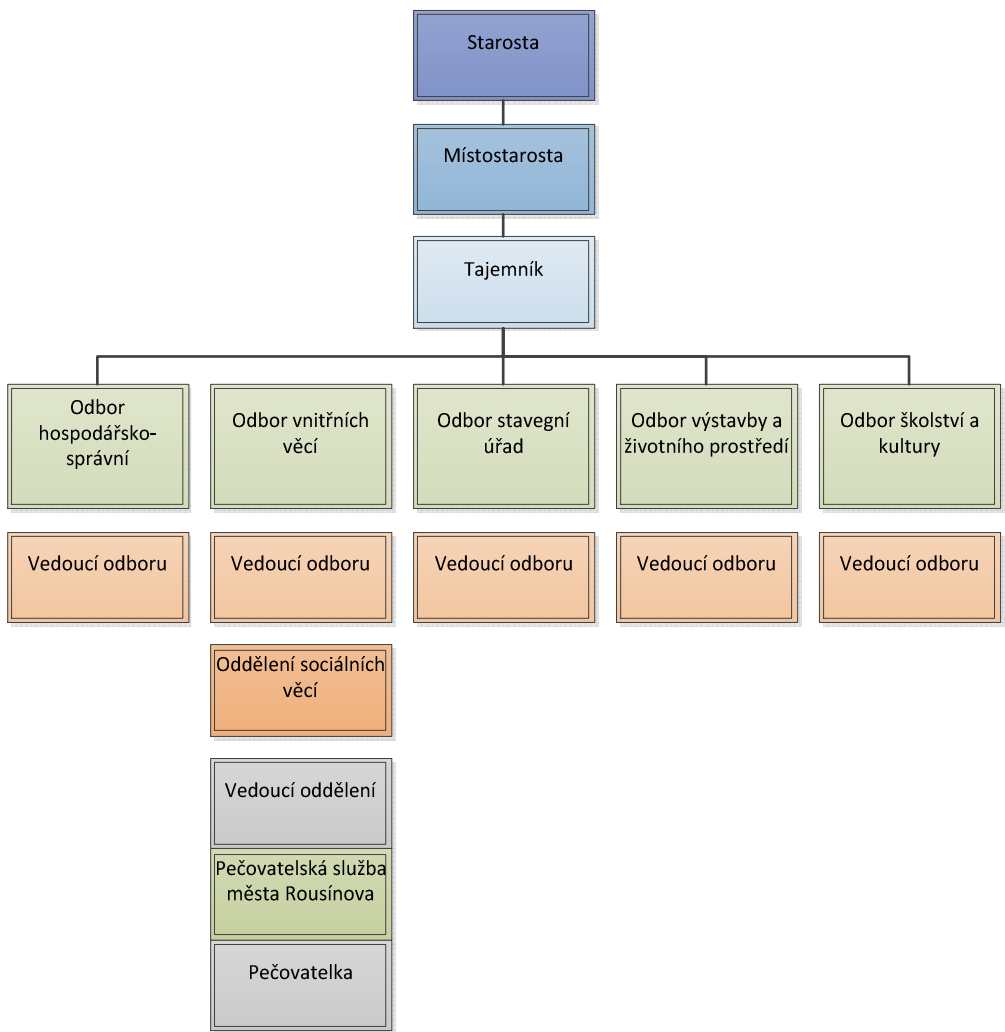 Starosta
Místostarosta
Tajemník
Odbor
hospodářsko-
správní
Odbor vnitřních
věcí
Odbor stavegní
úřad
Odbor výstavby a
životního prostředí
Odbor školství a
kultury
Vedoucí odboru
Vedoucí odboru
Vedoucí odboru
Vedoucí odboru
Vedoucí odboru
Oddělení sociálních
věcí
Vedoucí oddělení
Pečovatelská služba
města Rousínova
Pečovatelka